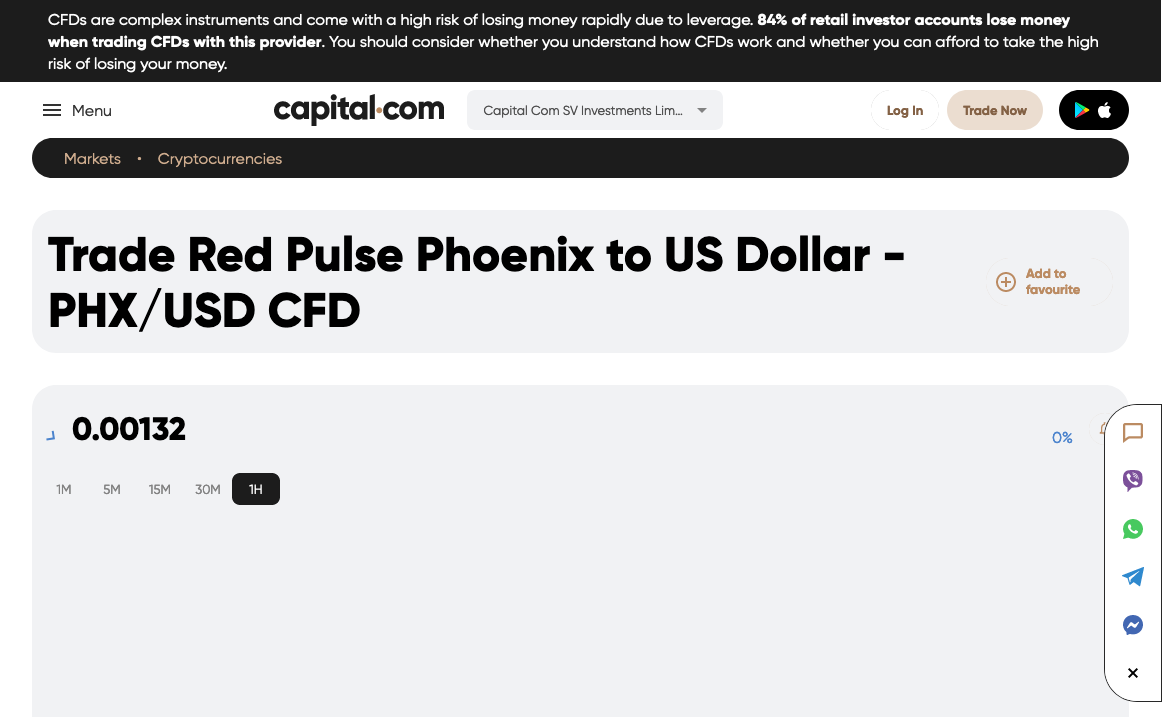 CFDs are complex instruments and come with a high risk of losing money rapidly due to leverage. 84% of retail investor accounts lose money
when trading CFDs with this provider. You should consider whether you understand how CFDs work and whether you can afford to take the high
risk of losing your money.
Menu
capital.com
Capital Com SV Investments Lim...
Log In
Trade Now
Markets • Cryptocurrencies
Trade Red Pulse Phoenix to US Dollar -
PHX/USD CFD
Add to
favourite
0.00132
0%
1M 5M 15M 30M 1H